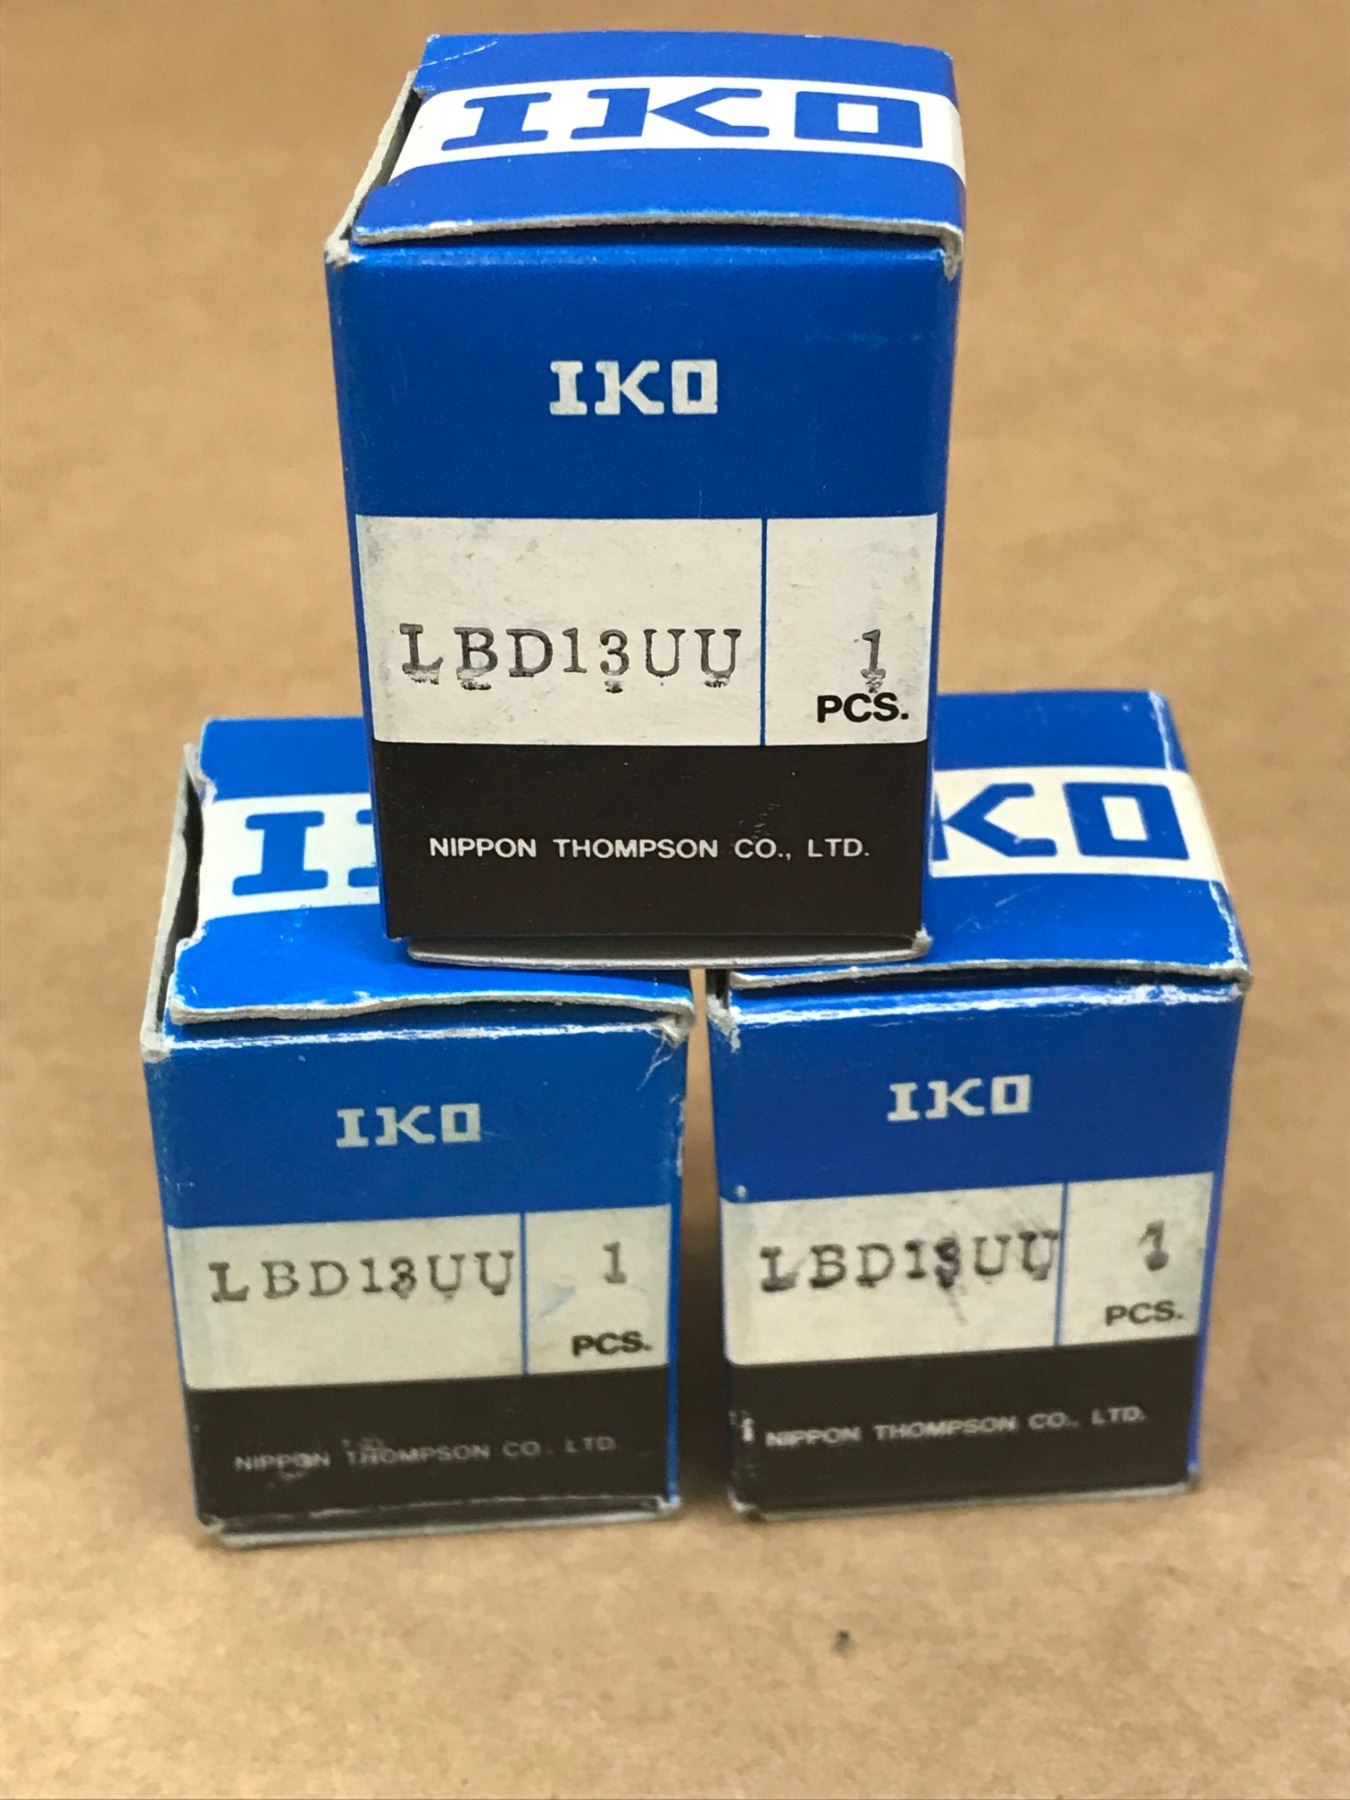 IKO
IKO
LBD13UU
1
PCS.
NIPPON THOMPSON CO., LTD.
IKO
LBD13UU
1
PCS.
NIPPON THOMPSON CO., LTD.
KO
IKO
LBD13UU
1
PCS.
NIPPON THOMPSON CO., LTD.